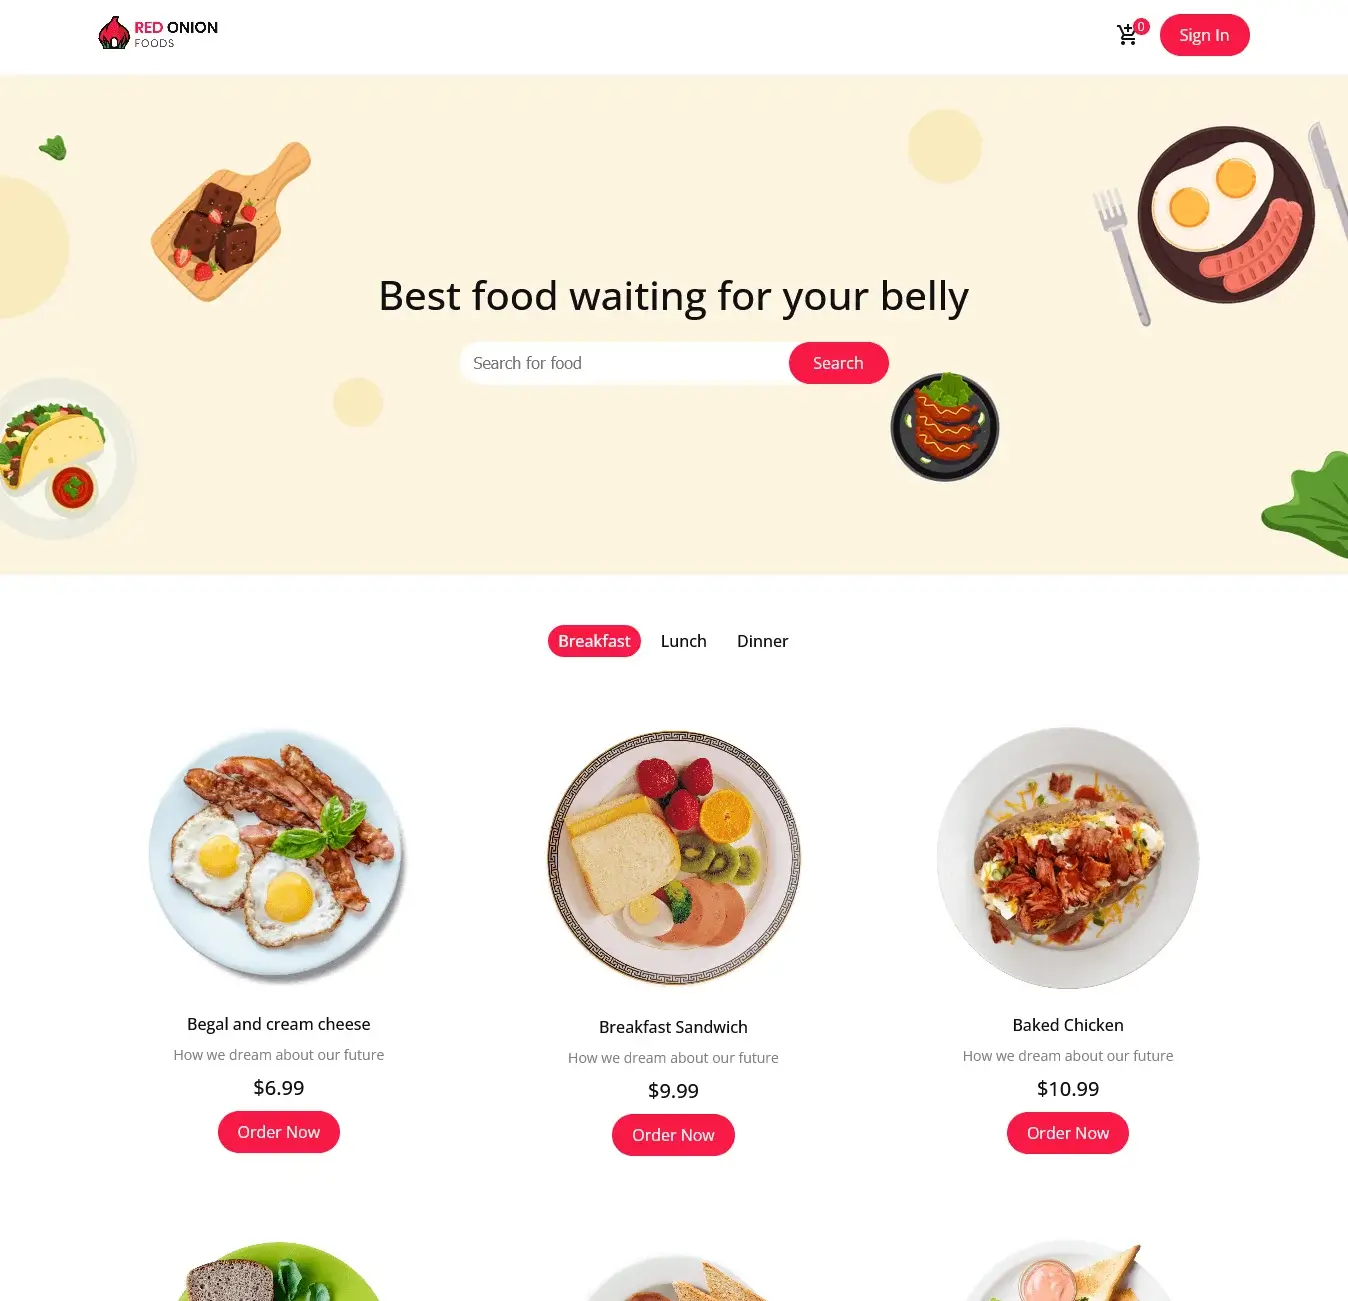 RED ONION
FOODS
0
Sign In
Best food waiting for your belly
Search for food
Search
Breakfast
Lunch
Dinner
Begal and cream cheese
How we dream about our future
$6.99
Order Now
Breakfast Sandwich
How we dream about our future
$9.99
Order Now
Baked Chicken
How we dream about our future
$10.99
Order Now